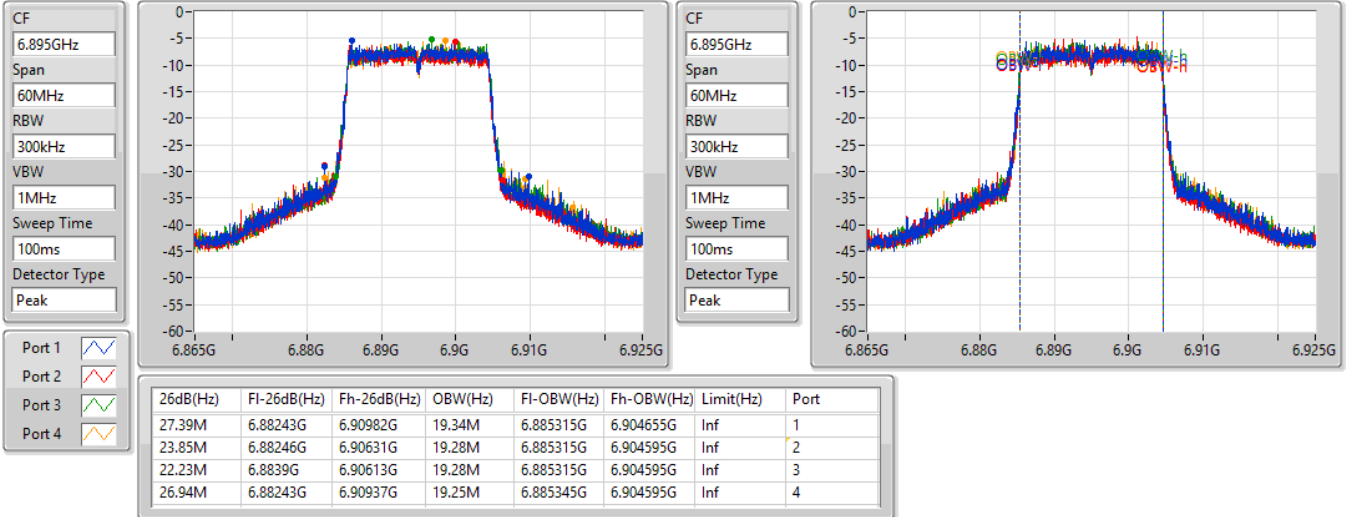 CF
6.895GHz
Span
60MHz
RBW
300kHz
VBW
1MHz
Sweep Time
100ms
Detector Type
Peak
Port 1
Port 2
Port 3
Port 4
0
-5
-10
-15
-20
-25
-30
-35
-40
-45
-50
-55
-60
6.865G 6.88G 6.89G 6.9G 6.91G 6.925G
CF
6.895GHz
Span
60MHz
RBW
300kHz
VBW
1MHz
Sweep Time
100ms
Detector Type
Peak
0
-5
-10
-15
-20
-25
-30
-35
-40
-45
-50
-55
-60
6.865G 6.88G 6.89G 6.9G 6.91G 6.925G
26dB(Hz) Fl-26dB(Hz) Fh-26dB(Hz) OBW(Hz) Fl-OBW(Hz) Fh-OBW(Hz) Limit(Hz) Port
27.39M 6.88243G 6.90982G 19.34M 6.885315G 6.904655G Inf 1
23.85M 6.88246G 6.90631G 19.28M 6.885315G 6.904595G Inf 2
22.23M 6.8839G 6.90613G 19.28M 6.885315G 6.904595G Inf 3
26.94M 6.88243G 6.90937G 19.25M 6.885345G 6.904595G Inf 4